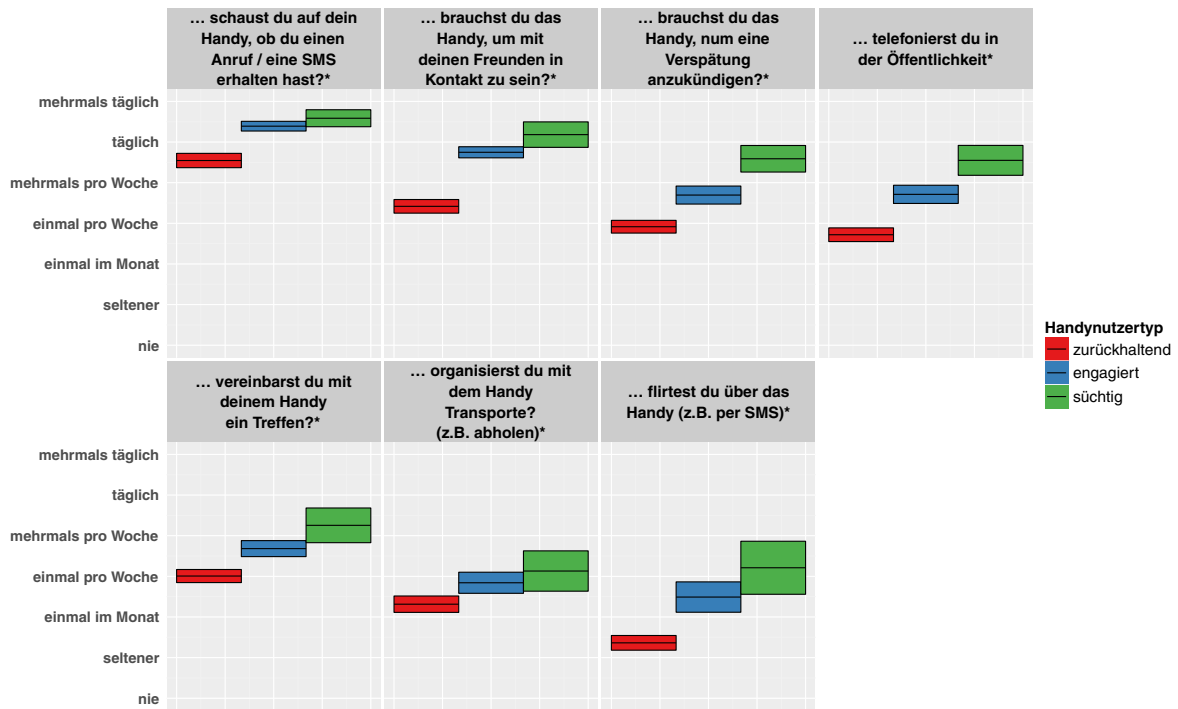 … schaust du auf dein
Handy, ob du einen
Anruf / eine SMS
erhalten hast?*
… brauchst du das
Handy, um mit
deinen Freunden in
Kontakt zu sein?*
… brauchst du das
Handy, num eine
Verspätung
anzukündigen?*
… telefonierst du in
der Öffentlichkeit*
mehrmals täglich
täglich
mehrmals pro Woche
einmal pro Woche
einmal im Monat
seltener
nie
Handynutzertyp
zurückhaltend
engagiert
süchtig
… vereinbarst du mit
deinem Handy
ein Treffen?*
… organisierst du mit
dem Handy
Transporte?
(z.B. abholen)*
… flirtest du über das
Handy (z.B. per SMS)*
mehrmals täglich
täglich
mehrmals pro Woche
einmal pro Woche
einmal im Monat
seltener
nie